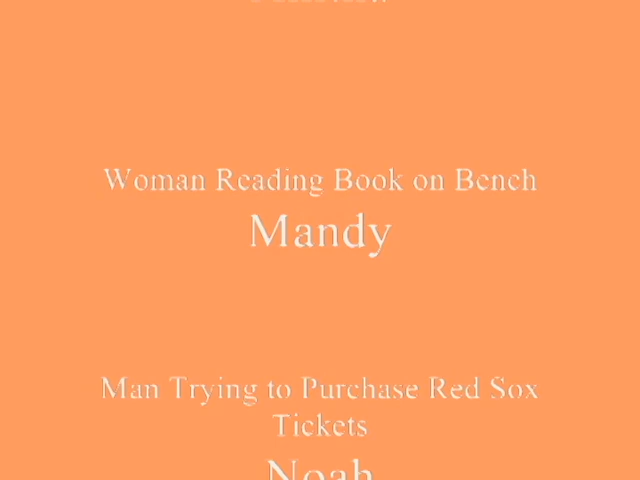 Woman Reading Book on Bench
Mandy
Man Trying to Purchase Red Sox
Tickets
Noah